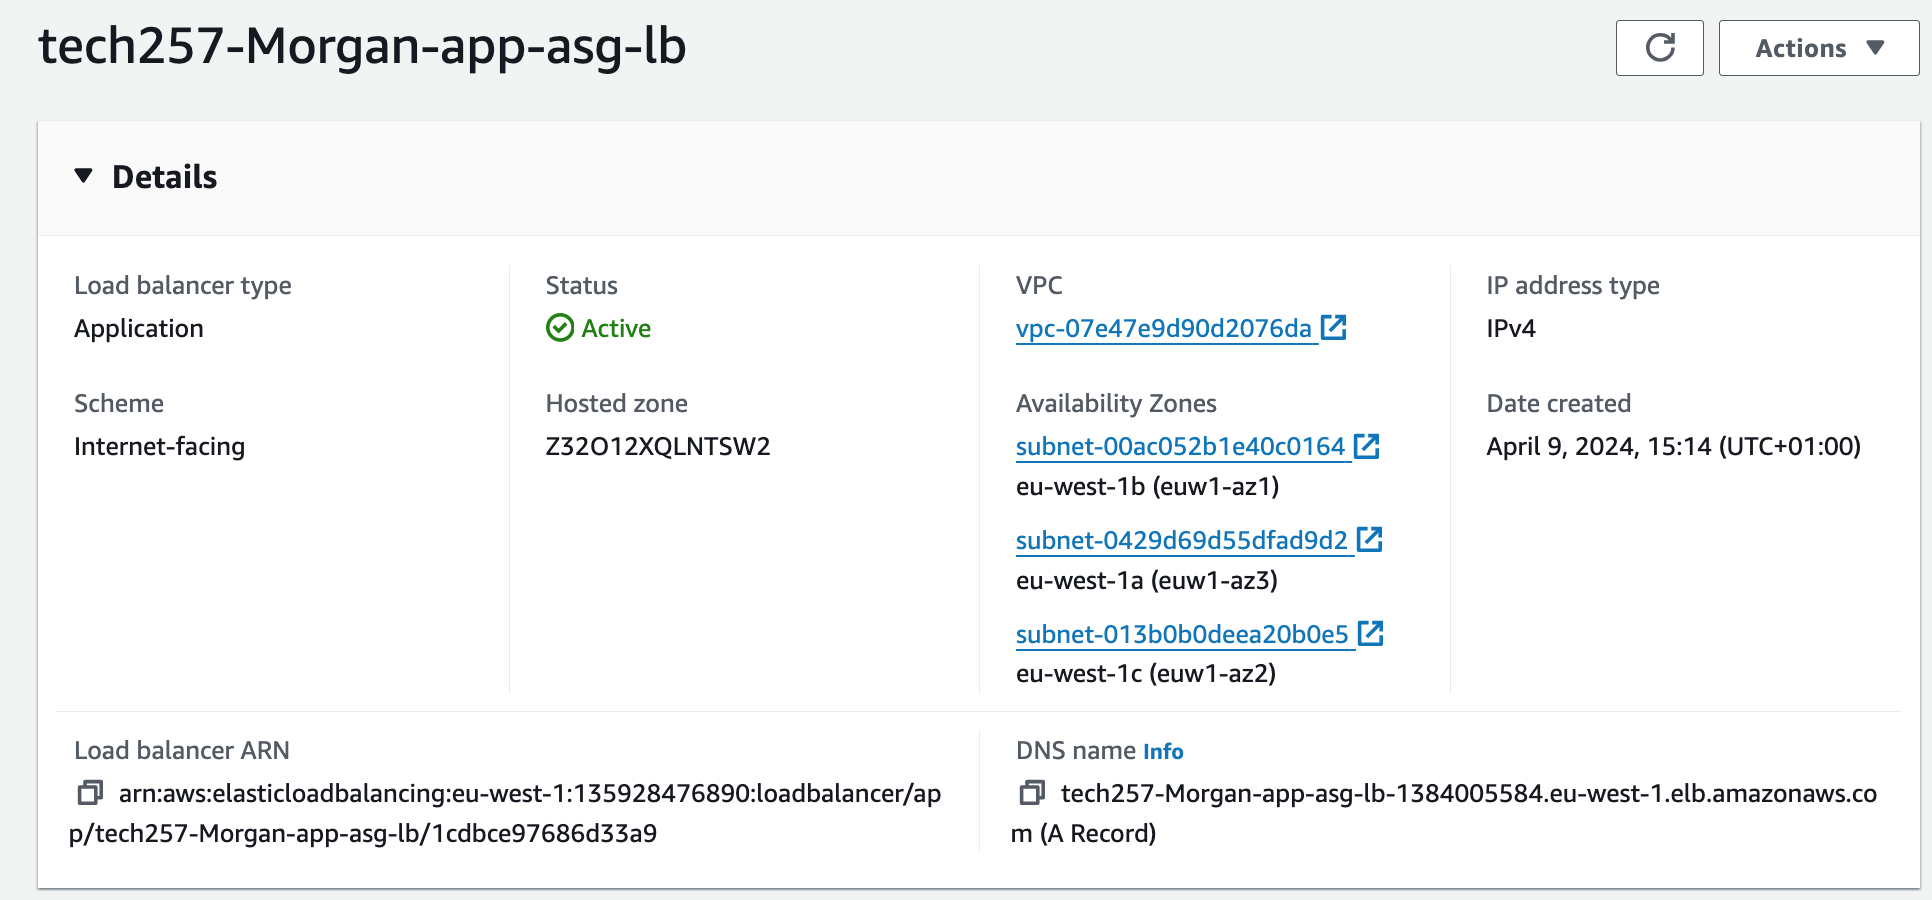 tech257-Morgan-app-asg-lb
Actions
Details
Load balancer type
Application
Status
Active
VPC
vpc-07e47e9d90d2076da
IP address type
IPv4
Scheme
Internet-facing
Hosted zone
Z32O12XQLNTSW2
Availability Zones
subnet-00ac052b1e40c0164
eu-west-1b (euw1-az1)
subnet-0429d69d55dfad9d2
eu-west-1a (euw1-az3)
subnet-013b0b0deea20b0e5
eu-west-1c (euw1-az2)
Date created
April 9, 2024, 15:14 (UTC+01:00)
Load balancer ARN
arn:aws:elasticloadbalancing:eu-west-1:135928476890:loadbalancer/ap
p/tech257-Morgan-app-asg-lb/1cdbce97686d33a9
DNS name Info
tech257-Morgan-app-asg-lb-1384005584.eu-west-1.elb.amazonaws.co
m (A Record)